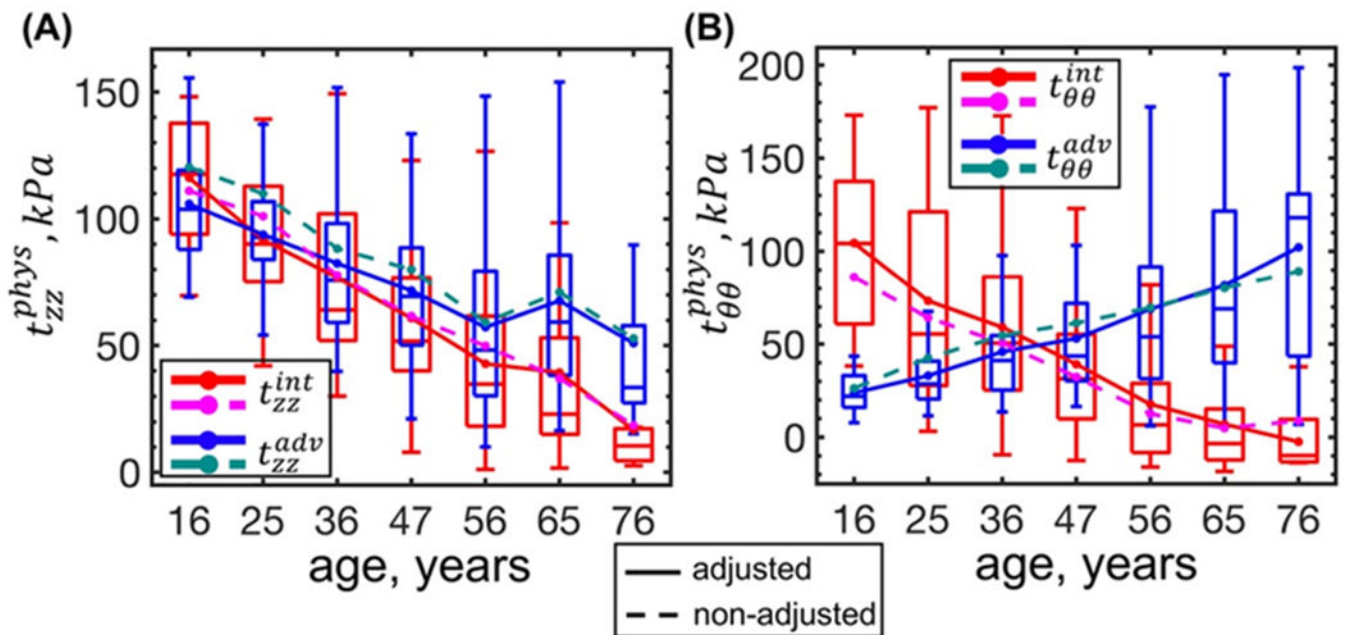 (A)
t_zz^phys, kPa
150
100
50
0
t_zz^int
t_zz^adv
16 25 36 47 56 65 76
age, years
(B)
t_θθ^phys, kPa
200
150
100
50
0
t_θθ^int
t_θθ^adv
16 25 36 47 56 65 76
age, years
adjusted
non-adjusted